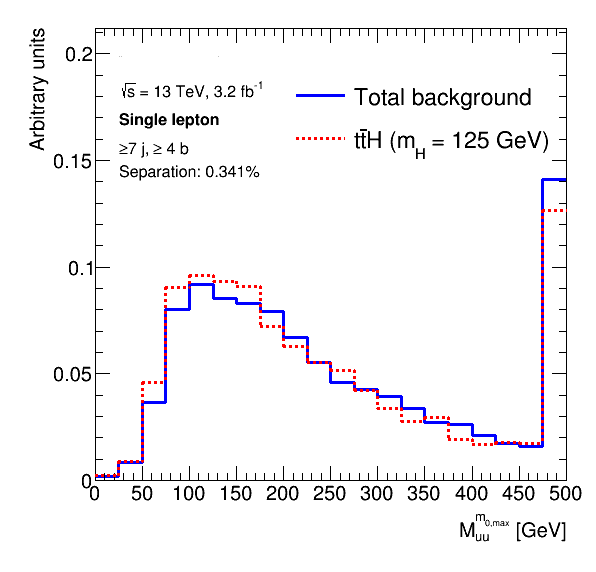 Arbitrary units
0.2
0.15
0.1
0.05
0
√s = 13 TeV, 3.2 fb⁻¹
Single lepton
≥7 j, ≥ 4 b
Separation: 0.341%
Total background
tt̄H (m_H = 125 GeV)
0 50 100 150 200 250 300 350 400 450 500
M_uu^m_0,max [GeV]